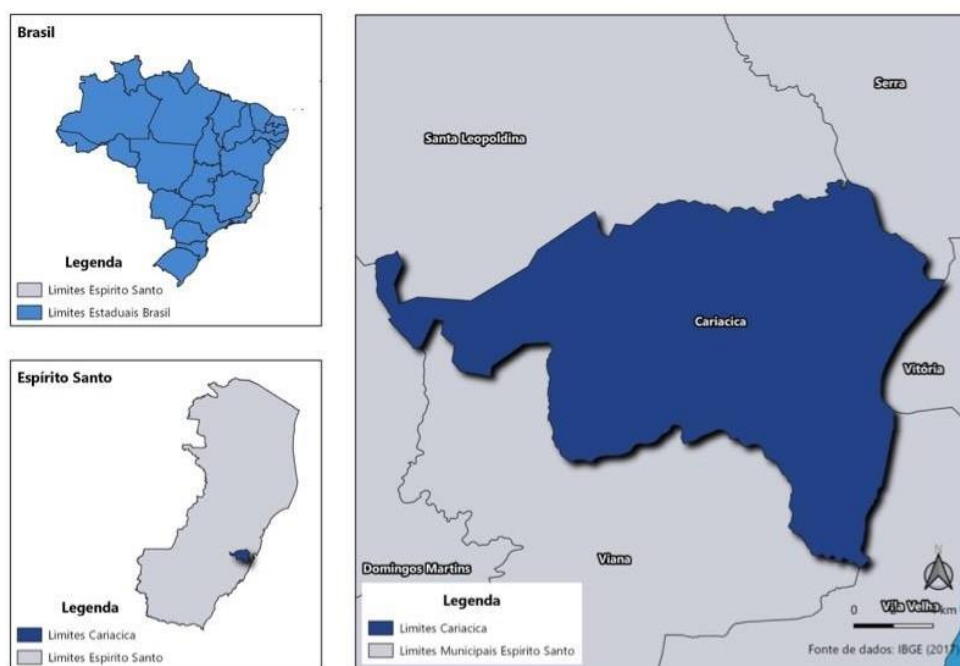 Brasil
Legenda
Limites Espirito Santo
Limites Estaduais Brasil
Espírito Santo
Legenda
Limites Cariacica
Limites Espirito Santo
Serra
Santa Leopoldina
Cariacica
Vitória
Viana
Domingos Martins
Legenda
Limites Cariacica
Limites Municipais Espirito Santo
N
Vila Velha
0 km
Fonte de dados: IBGE (2017)